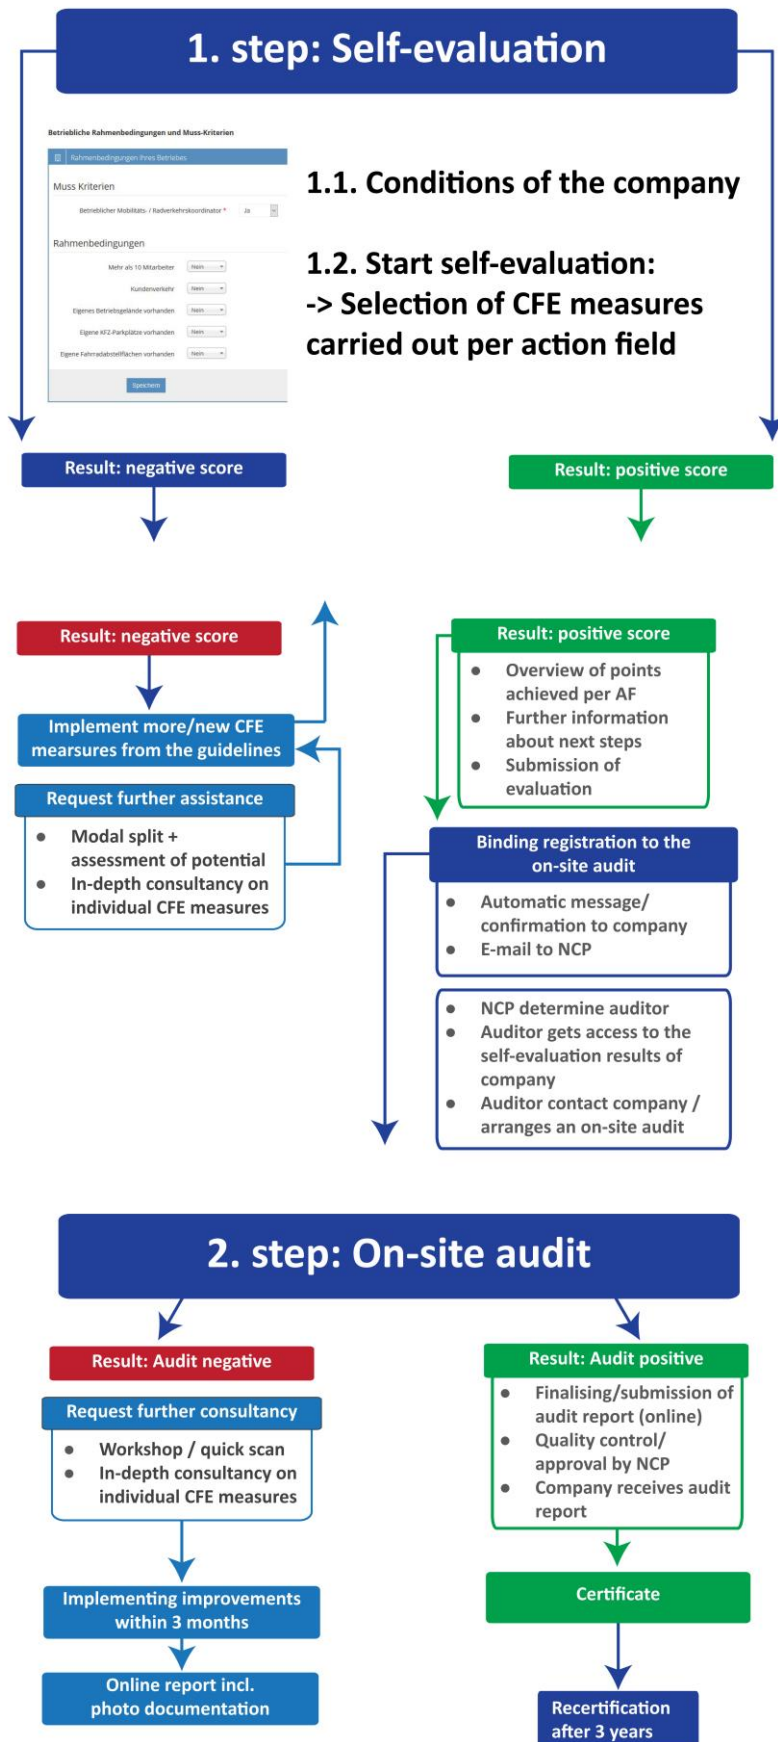 1. step: Self-evaluation
Betriebliche Rahmenbedingungen und Muss-Kriterien
Rahmenbedingungen Ihres Betriebes
Muss Kriterien
Betrieblicher Mobilitäts- / Radverkehrskoordinator * Ja
Rahmenbedingungen
Mehr als 10 Mitarbeiter Nein
Kundenverkehr Nein
Eigenes Betriebsgelände vorhanden Nein
Eigene KFZ-Parkplätze vorhanden Nein
Eigene Fahrradabstellflächen vorhanden Nein
Speichern
1.1. Conditions of the company
1.2. Start self-evaluation:
-> Selection of CFE measures
carried out per action field
Result: negative score
Result: positive score
Result: negative score
Implement more/new CFE
mearsures from the guidelines
Request further assistance
● Modal split +
assessment of potential
● In-depth consultancy on
individual CFE measures
Result: positive score
● Overview of points
achieved per AF
● Further information
about next steps
● Submission of
evaluation
Binding registration to the
on-site audit
● Automatic message/
confirmation to company
● E-mail to NCP
● NCP determine auditor
● Auditor gets access to the
self-evaluation results of
company
● Auditor contact company /
arranges an on-site audit
2. step: On-site audit
Result: Audit negative
Request further consultancy
● Workshop / quick scan
● In-depth consultancy on
individual CFE measures
Implementing improvements
within 3 months
Online report incl.
photo documentation
Result: Audit positive
● Finalising/submission of
audit report (online)
● Quality control/
approval by NCP
● Company receives audit
report
Certificate
Recertification
after 3 years